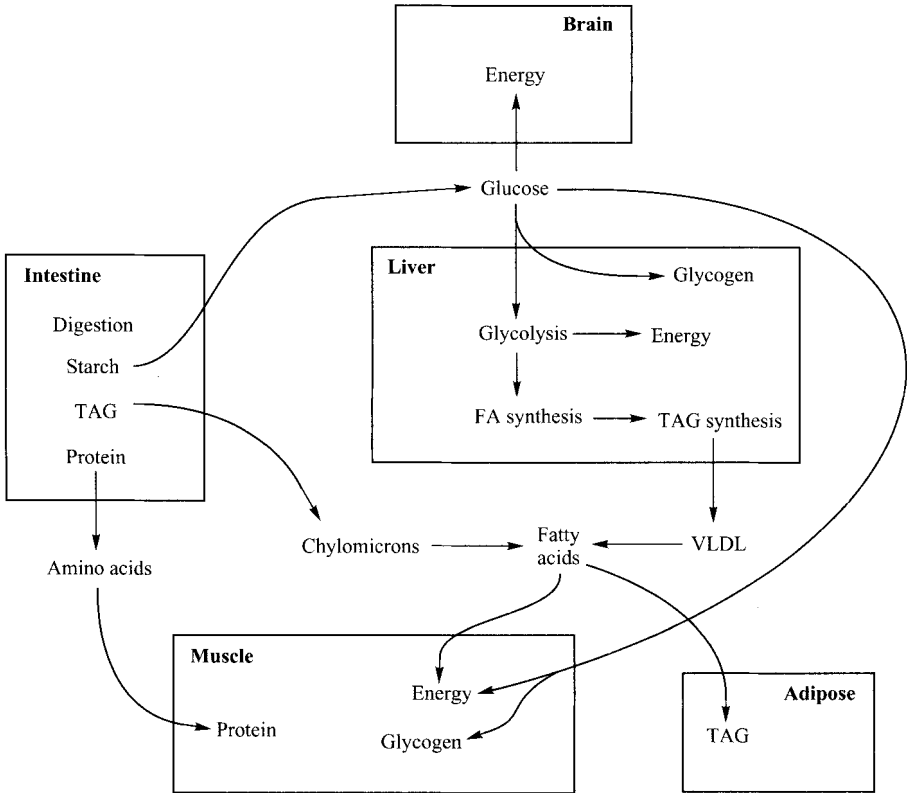 Brain
Energy
Glucose
Intestine
Digestion
Starch
TAG
Protein
Liver
Glycogen
Glycolysis
Energy
FA synthesis
TAG synthesis
Chylomicrons
Fatty
acids
VLDL
Amino acids
Muscle
Energy
Protein
Glycogen
Adipose
TAG